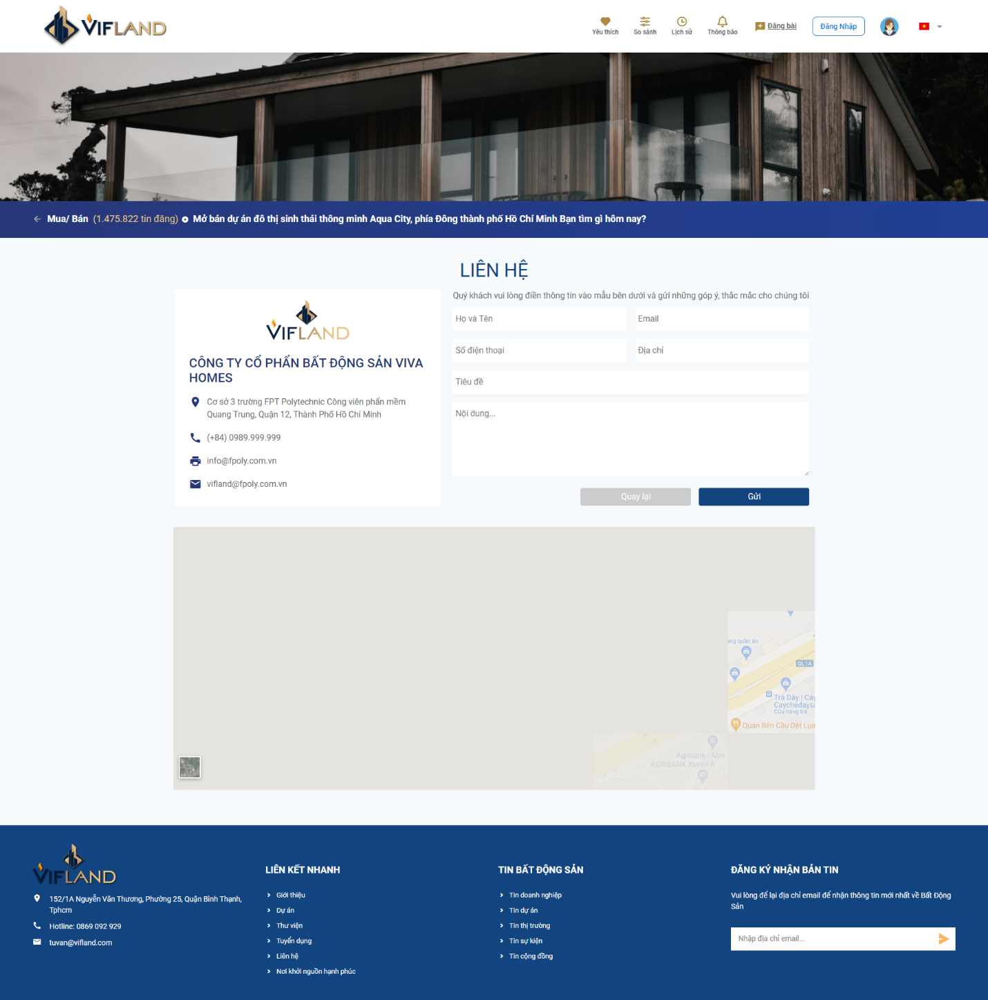 VIFLAND
Yêu thích
So sánh
Lịch sử
Thông báo
Đăng bài
Đăng Nhập
Mua/ Bán (1.475.822 tin đăng) Mở bán dự án đô thị sinh thái thông minh Aqua City, phía Đông thành phố Hồ Chí Minh Bạn tìm gì hôm nay?
LIÊN HỆ
VIFLAND
CÔNG TY CỔ PHẦN BẤT ĐỘNG SẢN VIVA
HOMES
Cơ sở 3 trường FPT Polytechnic Công viên phần mềm
Quang Trung, Quận 12, Thành Phố Hồ Chí Minh
(+84) 0989.999.999
info@fpoly.com.vn
vifland@fpoly.com.vn
Quý khách vui lòng điền thông tin vào mẫu bên dưới và gửi những góp ý, thắc mắc cho chúng tôi
Họ và Tên
Email
Số điện thoại
Địa chỉ
Tiêu đề
Nội dung...
Quay lại
Gửi
àng quần áo
QL1A
Trà Dây | Câ
Caychedaysa
Cửa hàng trà
Quán Bên Cầu Dệt Lụa
Agribank - Atm
AGRIBANK Xuyên Á
VIFLAND
152/1A Nguyễn Văn Thương, Phường 25, Quận Bình Thạnh,
Tphcm
Hotline: 0869 092 929
tuvan@vifland.com
LIÊN KẾT NHANH
Giới thiệu
Dự án
Thư viện
Tuyển dụng
Liên hệ
Nơi khởi nguồn hạnh phúc
TIN BẤT ĐỘNG SẢN
Tin doanh nghiệp
Tin dự án
Tin thị trường
Tin sự kiện
Tin cộng đồng
ĐĂNG KÝ NHẬN BẢN TIN
Vui lòng để lại địa chỉ email để nhận thông tin mới nhất về Bất Động
Sản
Nhập địa chỉ email...